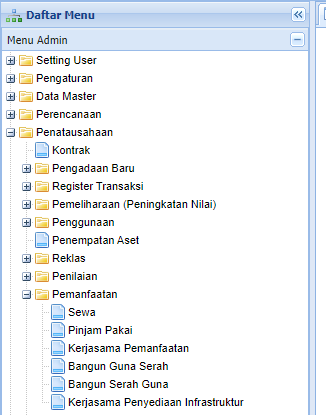 Daftar Menu
Menu Admin
Setting User
Pengaturan
Data Master
Perencanaan
Penatausahaan
Kontrak
Pengadaan Baru
Register Transaksi
Pemeliharaan (Peningkatan Nilai)
Penggunaan
Penempatan Aset
Reklas
Penilaian
Pemanfaatan
Sewa
Pinjam Pakai
Kerjasama Pemanfaatan
Bangun Guna Serah
Bangun Serah Guna
Kerjasama Penyediaan Infrastruktur